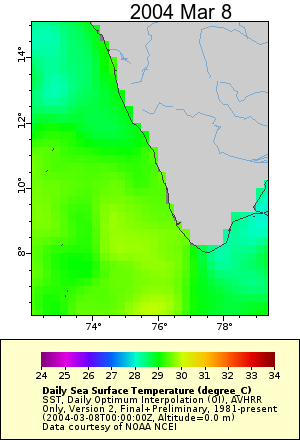 2004 Mar 8
14°
12°
10°
8°
74°
76°
78°
24 25 26 27 28 29 30 31 32 33 34
Daily Sea Surface Temperature (degree_C)
SST, Daily Optimum Interpolation (OI), AVHRR
Only, Version 2, Final+Preliminary, 1981-present
(2004-03-08T00:00:00Z, Altitude=0.0 m)
Data courtesy of NOAA NCEI